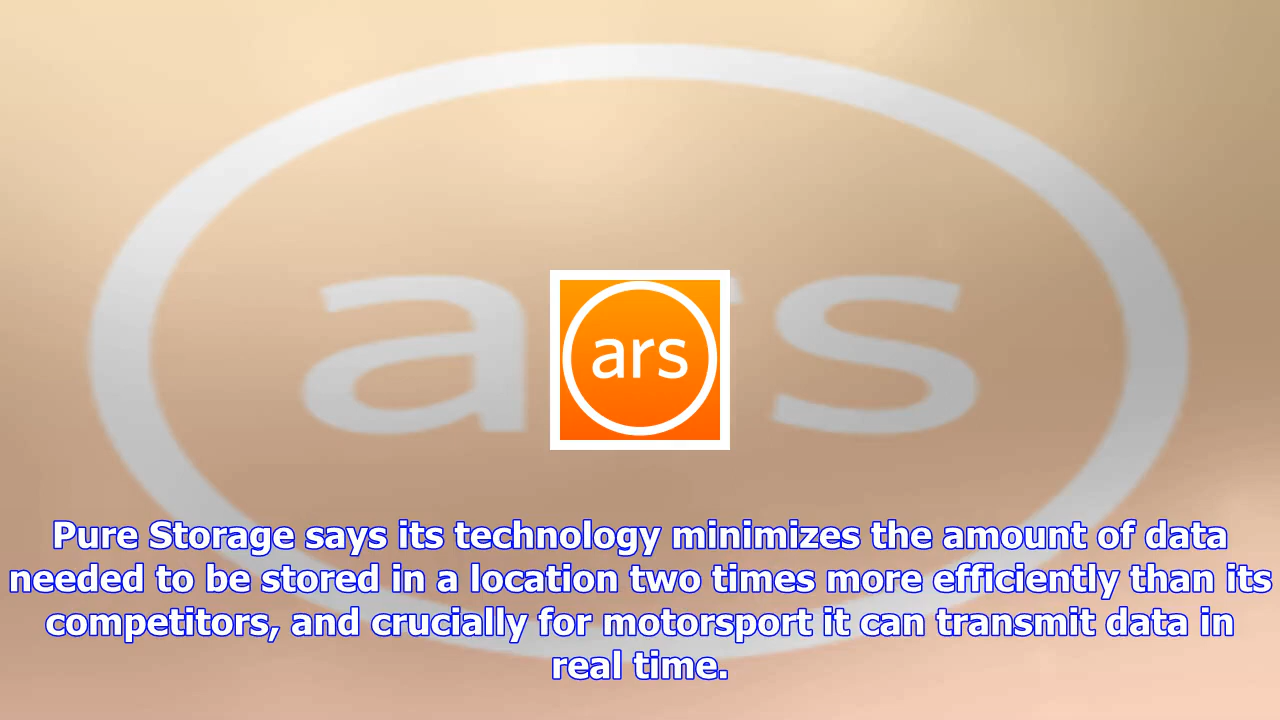 ars
ars
Pure Storage says its technology minimizes the amount of data
needed to be stored in a location two times more efficiently than its
competitors, and crucially for motorsport it can transmit data in
real time.